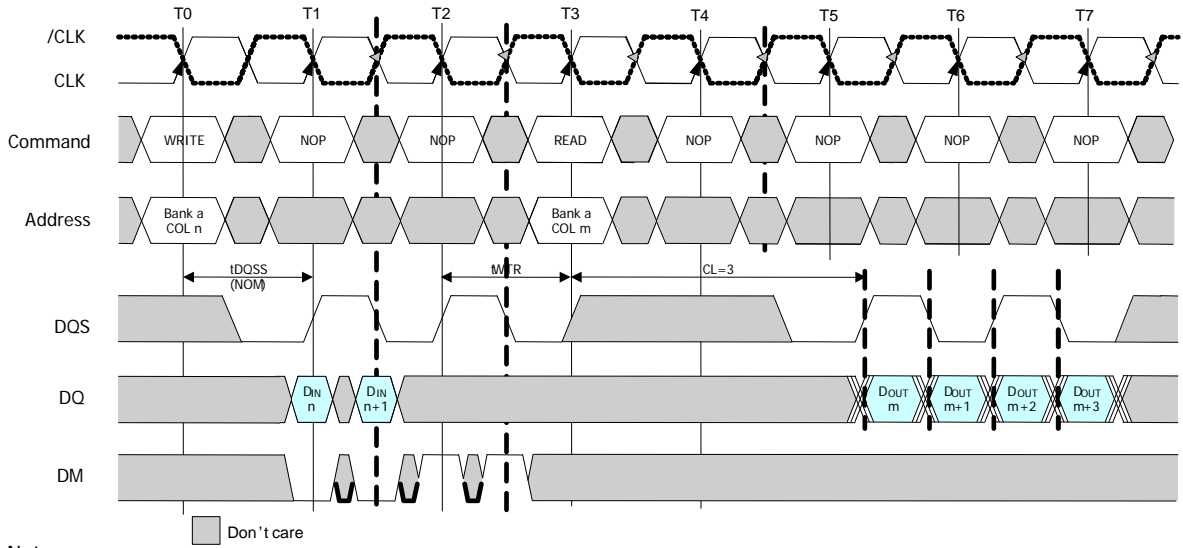 T0 T1 T2 T3 T4 T5 T6 T7
/CLK
CLK
Command WRITE NOP NOP READ NOP NOP NOP NOP
Address Bank a COL n Bank a COL m
tDQSS tWTR CL=3
(NOM)
DQS
DQ DIN n DIN n+1 DOUT m DOUT m+1 DOUT m+2 DOUT m+3
DM
Don't care